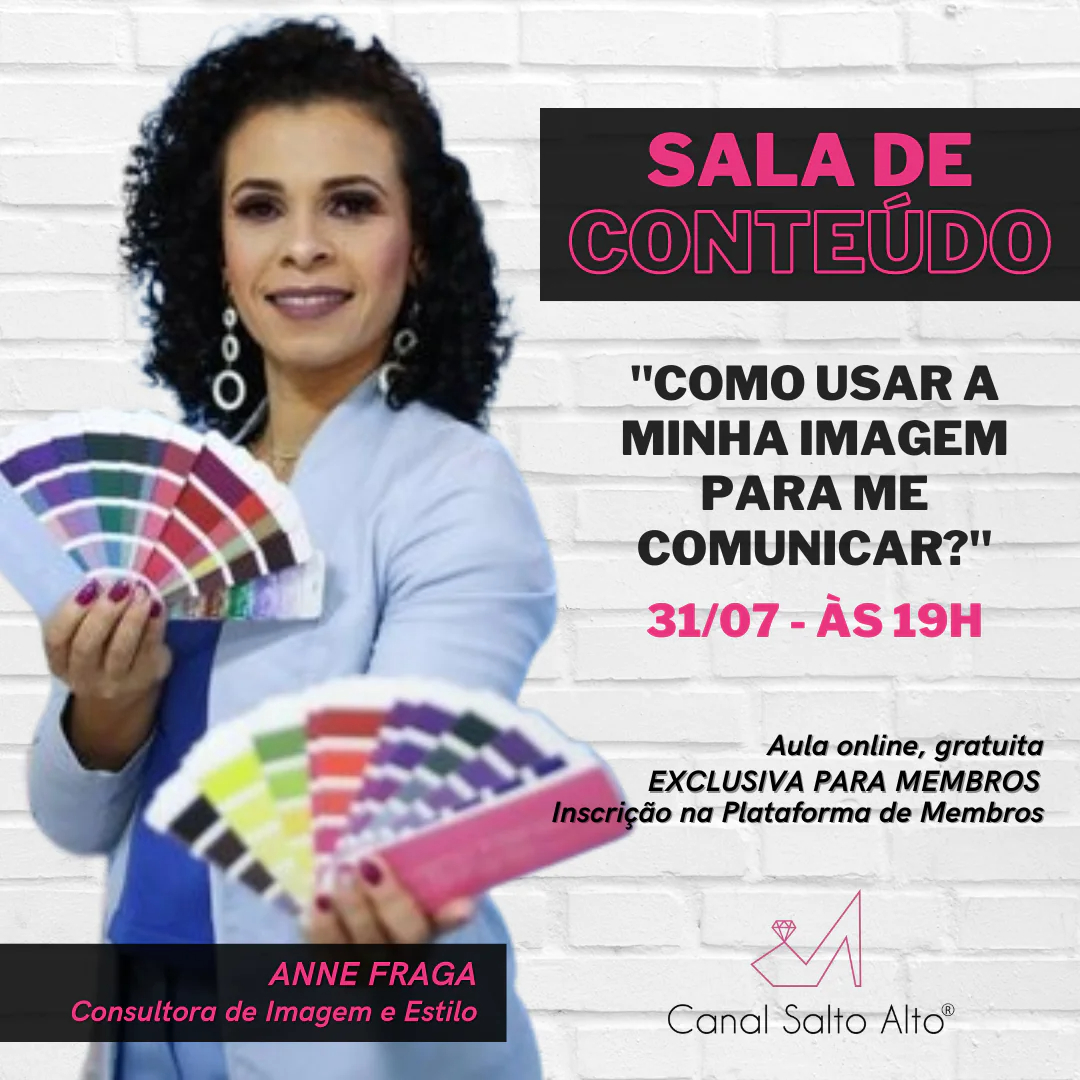 SALA DE
CONTEÚDO
"COMO USAR A
MINHA IMAGEM
PARA ME
COMUNICAR?"
31/07 - ÀS 19H
Aula online, gratuita
EXCLUSIVA PARA MEMBROS
Inscrição na Plataforma de Membros
ANNE FRAGA
Consultora de Imagem e Estilo
Canal Salto Alto®